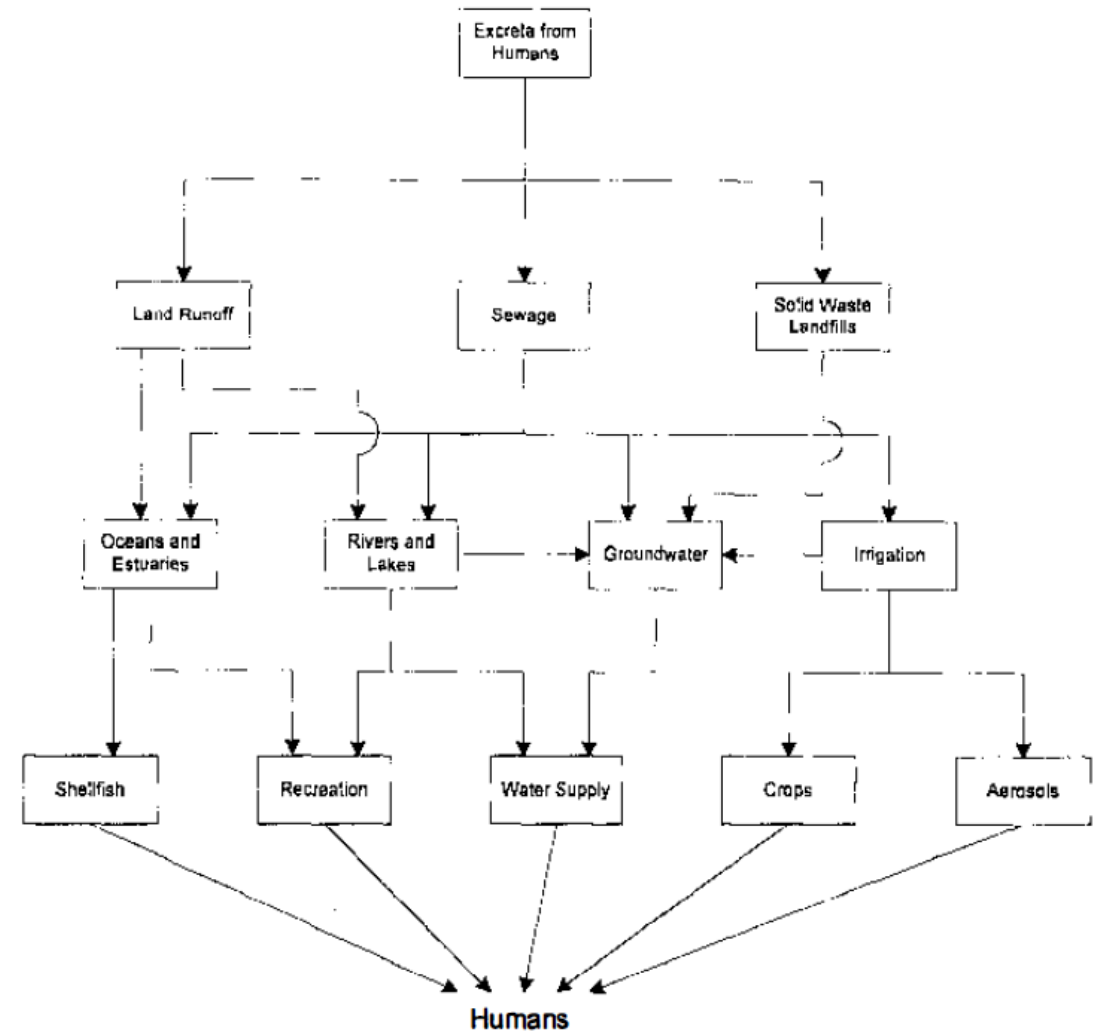 Excreta from
Humans
Land Runoff
Sewage
Solid Waste
Landfills
Oceans and
Estuaries
Rivers and
Lakes
Groundwater
Irrigation
Shellfish
Recreation
Water Supply
Crops
Aerosols
Humans